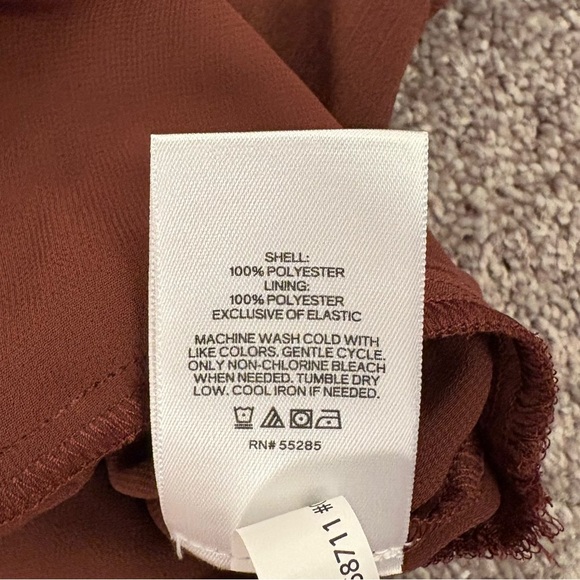 SHELL:
100% POLYESTER
LINING:
100% POLYESTER
EXCLUSIVE OF ELASTIC
MACHINE WASH COLD WITH
LIKE COLORS. GENTLE CYCLE.
ONLY NON-CHLORINE BLEACH
WHEN NEEDED. TUMBLE DRY
LOW. COOL IRON IF NEEDED.
RN# 55285